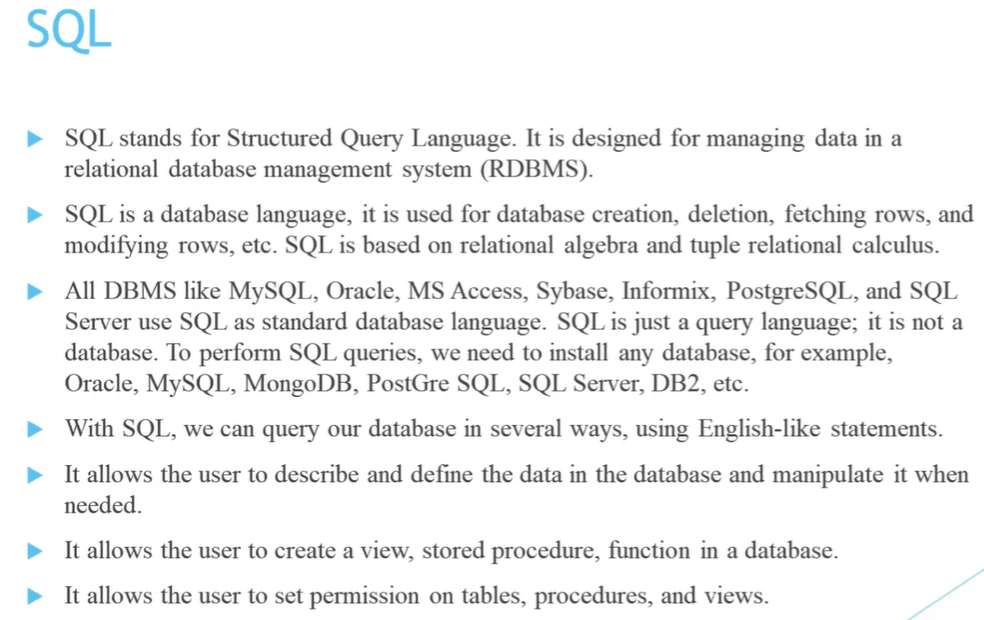 SQL
SQL stands for Structured Query Language. It is designed for managing data in a
relational database management system (RDBMS).
SQL is a database language, it is used for database creation, deletion, fetching rows, and
modifying rows, etc. SQL is based on relational algebra and tuple relational calculus.
All DBMS like MySQL, Oracle, MS Access, Sybase, Informix, PostgreSQL, and SQL
Server use SQL as standard database language. SQL is just a query language; it is not a
database. To perform SQL queries, we need to install any database, for example,
Oracle, MySQL, MongoDB, PostGre SQL, SQL Server, DB2, etc.
With SQL, we can query our database in several ways, using English-like statements.
It allows the user to describe and define the data in the database and manipulate it when
needed.
It allows the user to create a view, stored procedure, function in a database.
It allows the user to set permission on tables, procedures, and views.